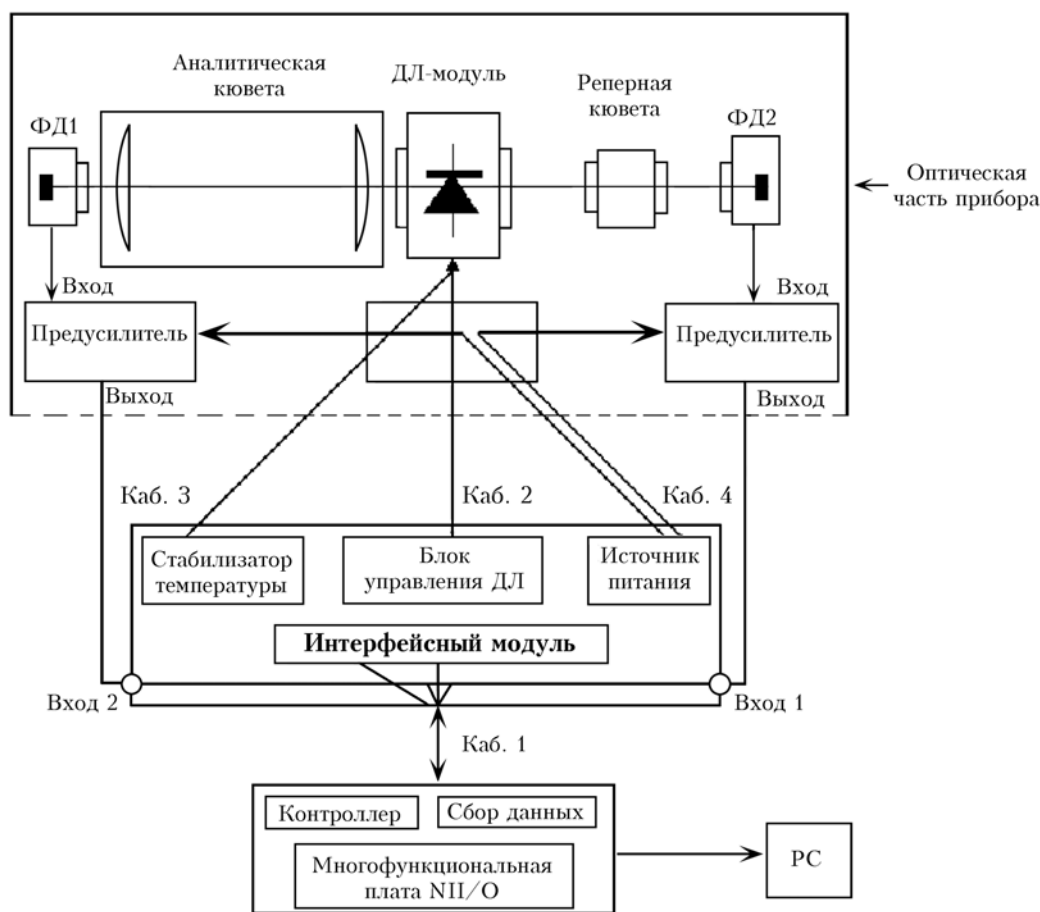 Аналитическая
кювета
ДЛ-модуль
Реперная
кювета
ФД1
ФД2
Оптическая
часть прибора
Вход
Вход
Предусилитель
Предусилитель
Выход
Выход
Каб. 3
Каб. 2
Каб. 4
Стабилизатор
температуры
Блок
управления ДЛ
Источник
питания
Интерфейсный модуль
Вход 2
Вход 1
Каб. 1
Контроллер
Сбор данных
Многофункциональная
плата NII/O
PC